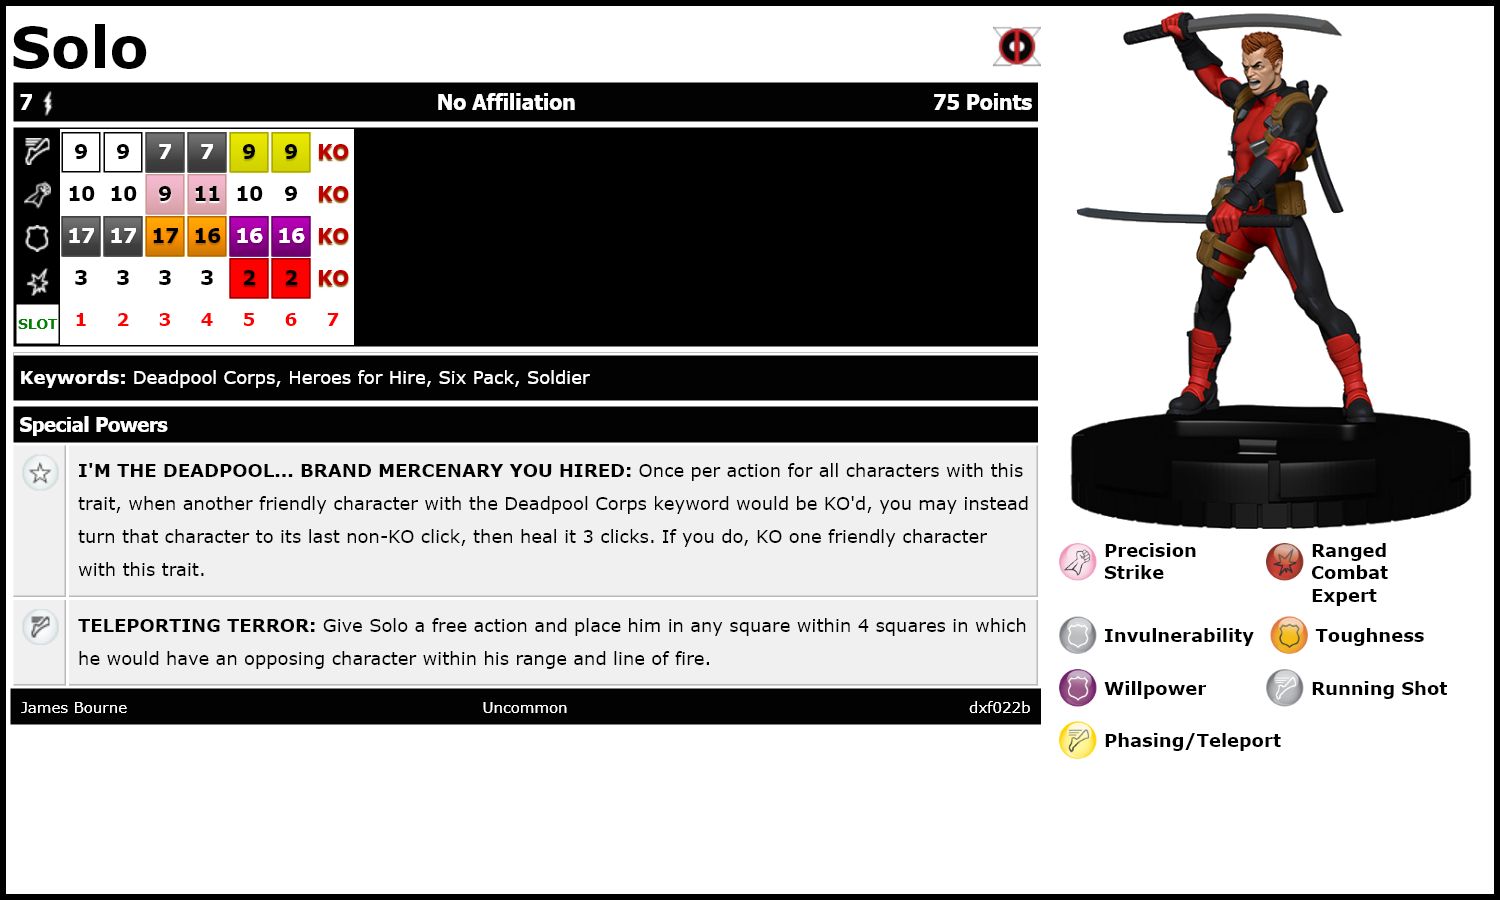 Solo
7 No Affiliation 75 Points
9 9 7 7 9 9 KO
10 10 9 11 10 9 KO
17 17 17 16 16 16 KO
3 3 3 3 2 2 KO
SLOT 1 2 3 4 5 6 7
Keywords: Deadpool Corps, Heroes for Hire, Six Pack, Soldier
Special Powers
I'M THE DEADPOOL... BRAND MERCENARY YOU HIRED: Once per action for all characters with this
trait, when another friendly character with the Deadpool Corps keyword would be KO'd, you may instead
turn that character to its last non-KO click, then heal it 3 clicks. If you do, KO one friendly character
with this trait.
TELEPORTING TERROR: Give Solo a free action and place him in any square within 4 squares in which
he would have an opposing character within his range and line of fire.
James Bourne Uncommon dxf022b
Precision
Strike
Ranged
Combat
Expert
Invulnerability
Toughness
Willpower
Running Shot
Phasing/Teleport